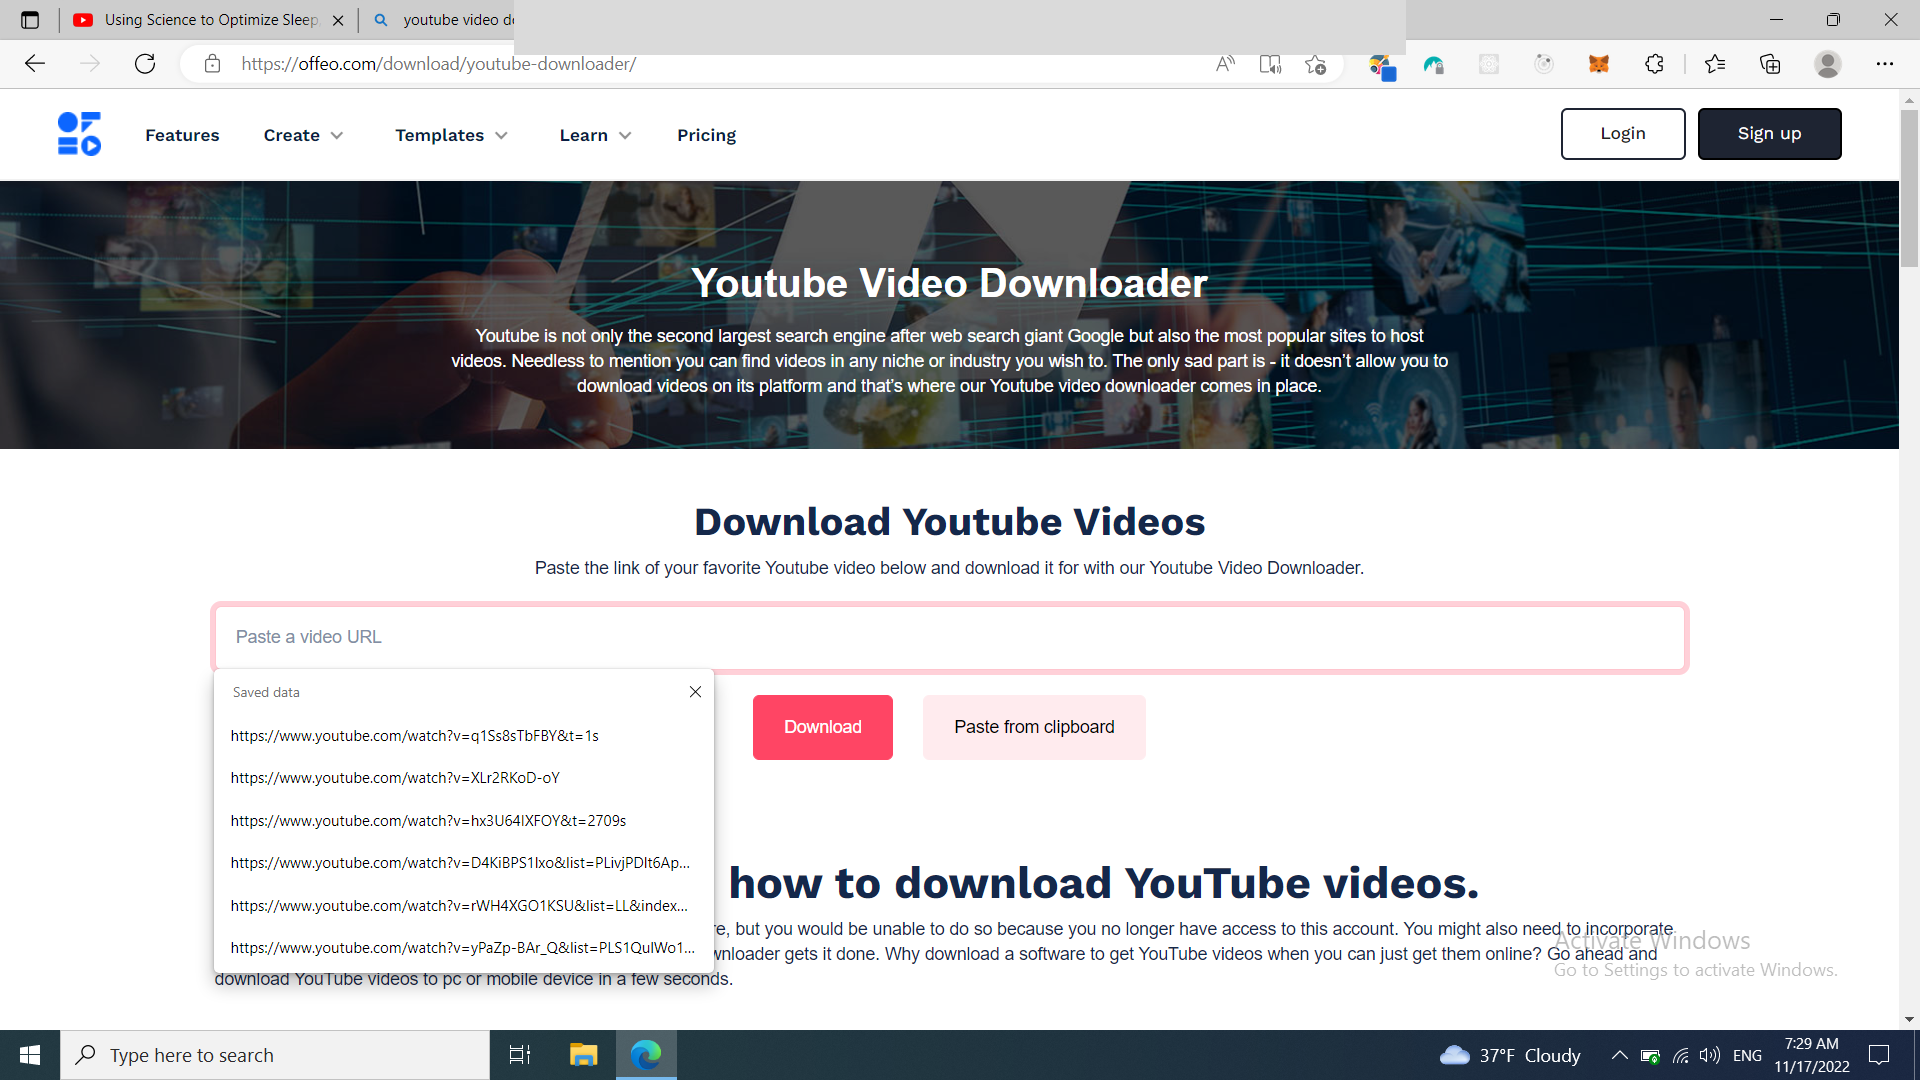 Using Science to Optimize Sleep
youtube video d
https://offeo.com/download/youtube-downloader/
Features
Create
Templates
Learn
Pricing
Login
Sign up
Youtube Video Downloader
Youtube is not only the second largest search engine after web search giant Google but also the most popular sites to host
videos. Needless to mention you can find videos in any niche or industry you wish to. The only sad part is - it doesn’t allow you to
download videos on its platform and that’s where our Youtube video downloader comes in place.
Download Youtube Videos
Paste the link of your favorite Youtube video below and download it for with our Youtube Video Downloader.
Paste a video URL
Saved data
https://www.youtube.com/watch?v=q1Ss8sTbFBY&t=1s
https://www.youtube.com/watch?v=XLr2RKoD-oY
https://www.youtube.com/watch?v=hx3U64IXFOY&t=2709s
https://www.youtube.com/watch?v=D4KiBPS1lxo&list=PLivjPDlt6Ap...
https://www.youtube.com/watch?v=rWH4XGO1KSU&list=LL&index...
https://www.youtube.com/watch?v=yPaZp-BAr_Q&list=PLS1QulWo1...
Download
Paste from clipboard
how to download YouTube videos.
re, but you would be unable to do so because you no longer have access to this account. You might also need to incorporate
wnloader gets it done. Why download a software to get YouTube videos when you can just get them online? Go ahead and
download YouTube videos to pc or mobile device in a few seconds.
Activate Windows
Go to Settings to activate Windows.
Type here to search
37°F Cloudy
ENG
7:29 AM
11/17/2022